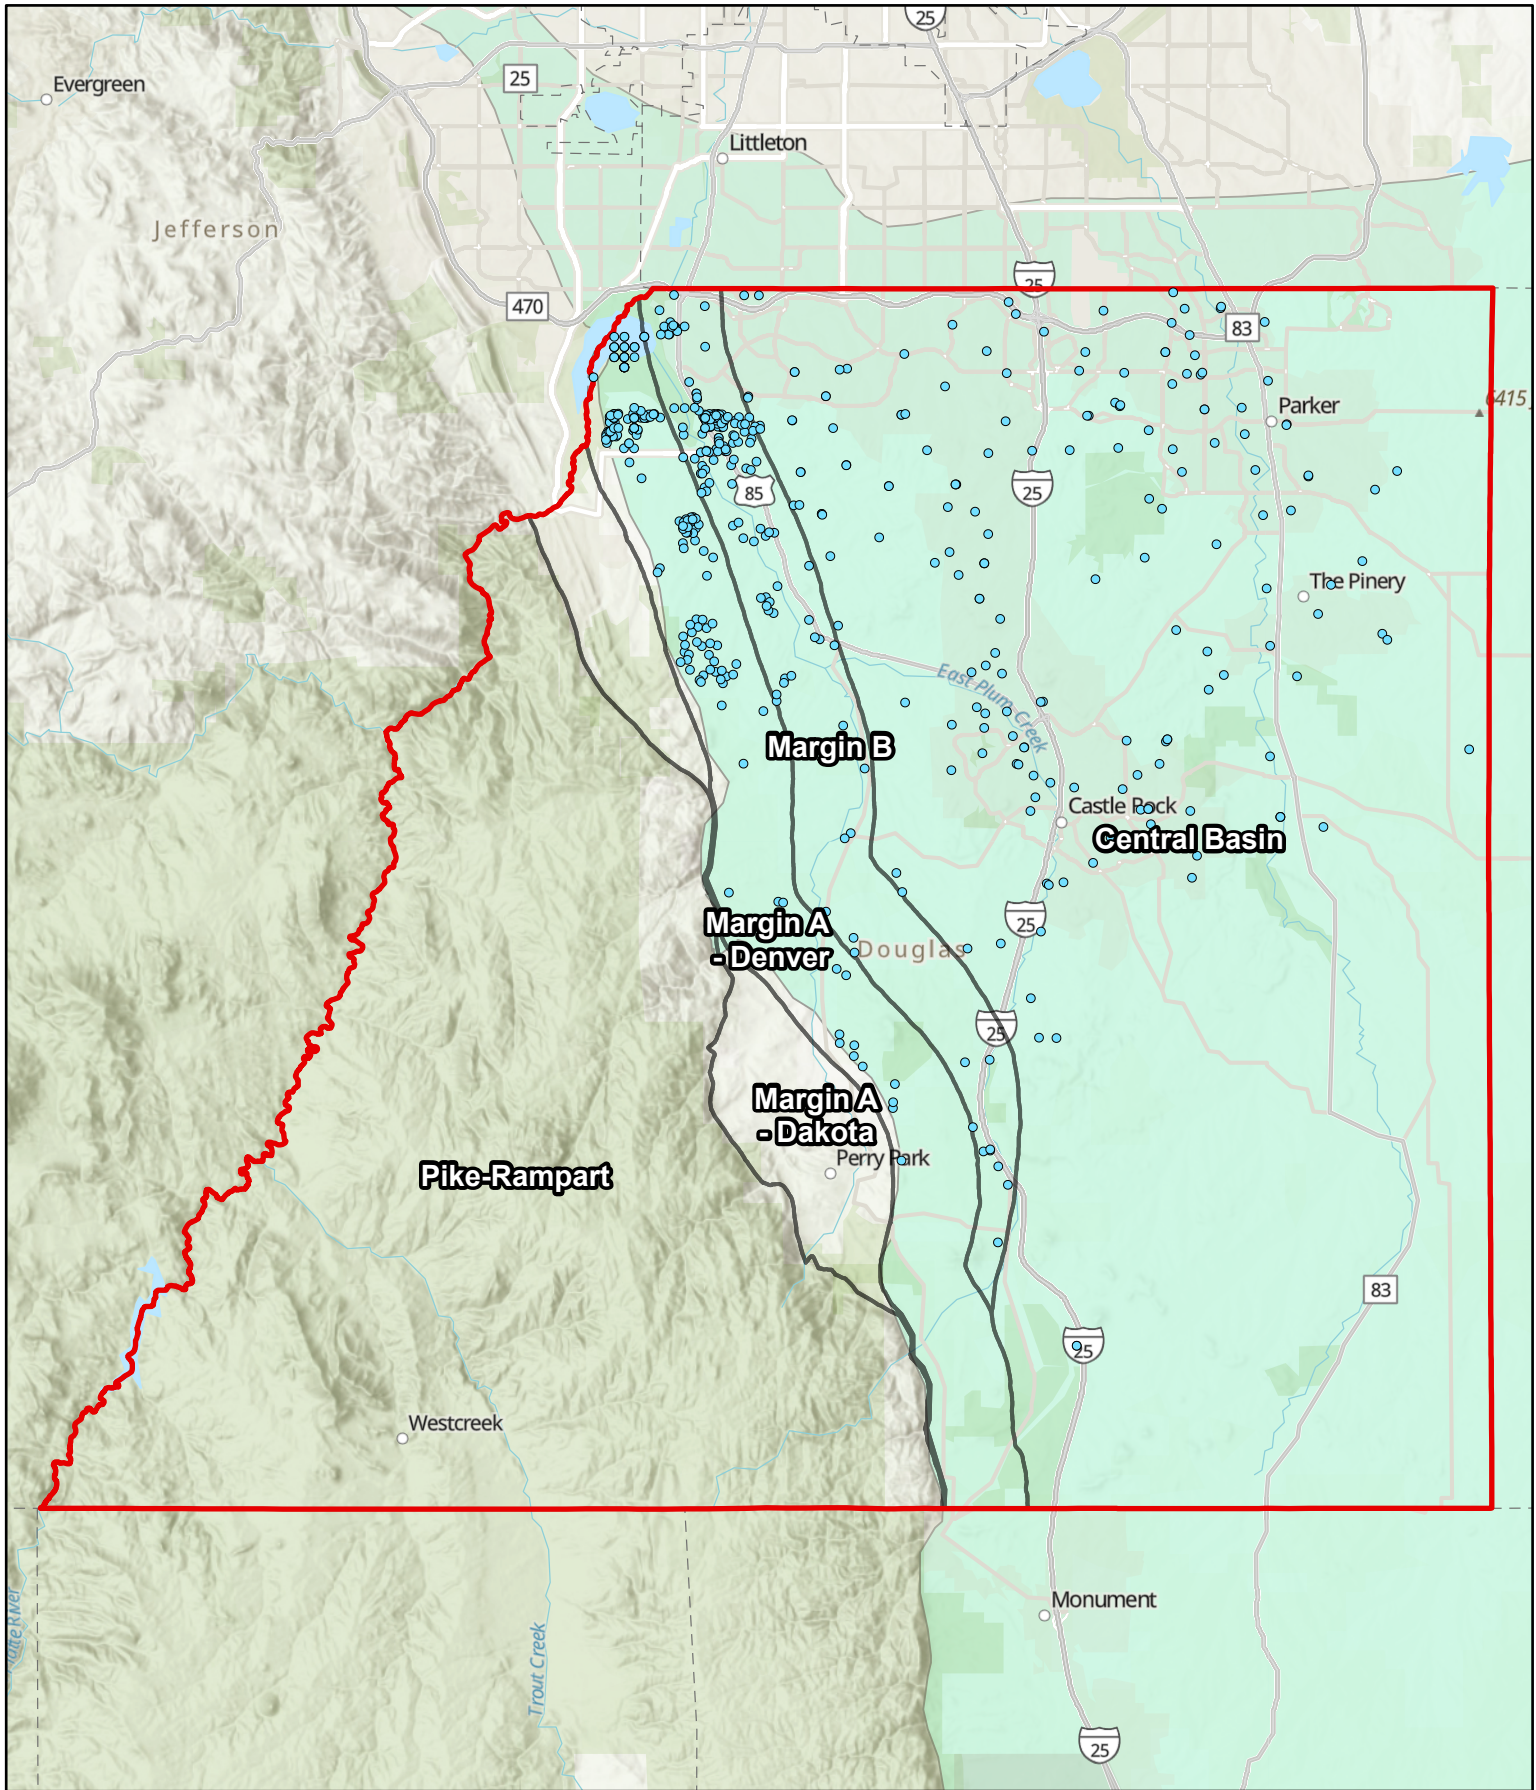 25
Evergreen
25
Littleton
Jefferson
25
470
83
6415
Parker
85
25
The Pinery
East Plum Creek
Margin B
Castle Rock
Central Basin
25
Margin A
- Denver
Douglas
25
Margin A
- Dakota
Perry Park
Pike-Rampart
83
25
Westcreek
Monument
River
Trout Creek
25